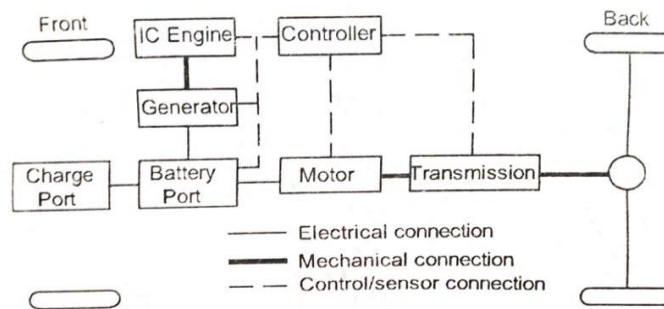 Front
IC Engine
Controller
Back
Generator
Charge
Port
Battery
Port
Motor
Transmission
Electrical connection
Mechanical connection
Control/sensor connection